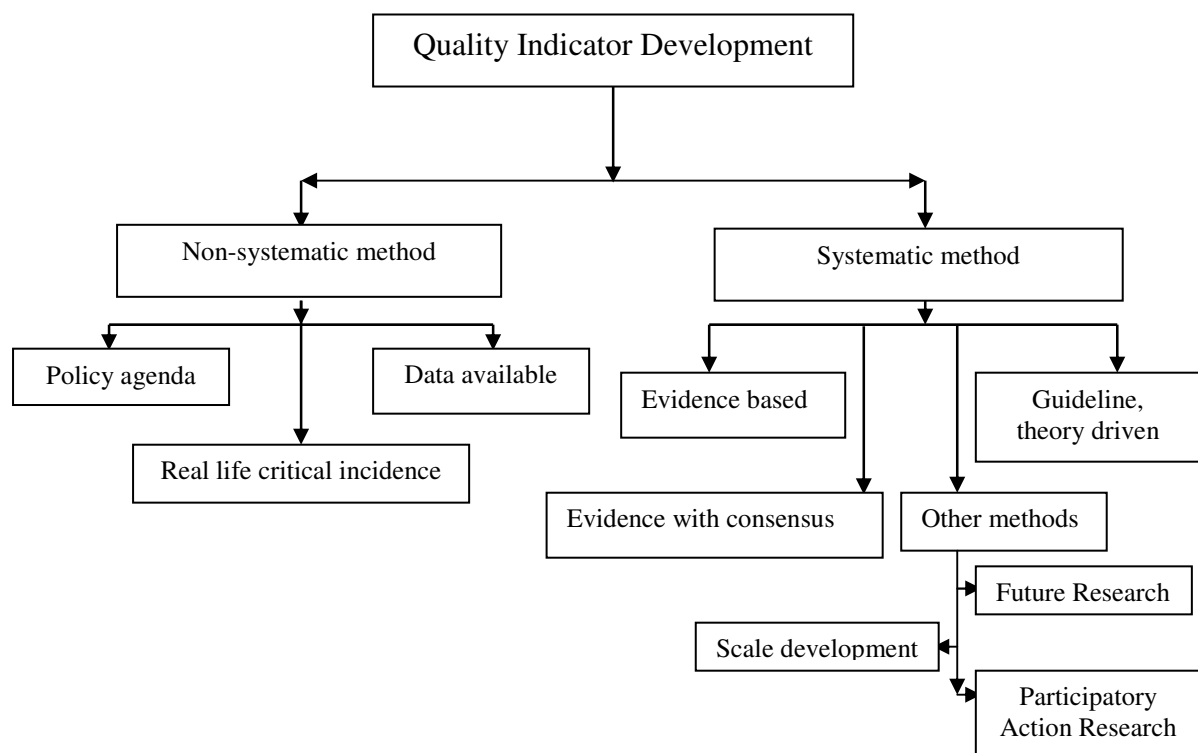 Quality Indicator Development
Non-systematic method
Systematic method
Policy agenda
Data available
Real life critical incidence
Evidence based
Guideline,
theory driven
Evidence with consensus
Other methods
Future Research
Scale development
Participatory
Action Research